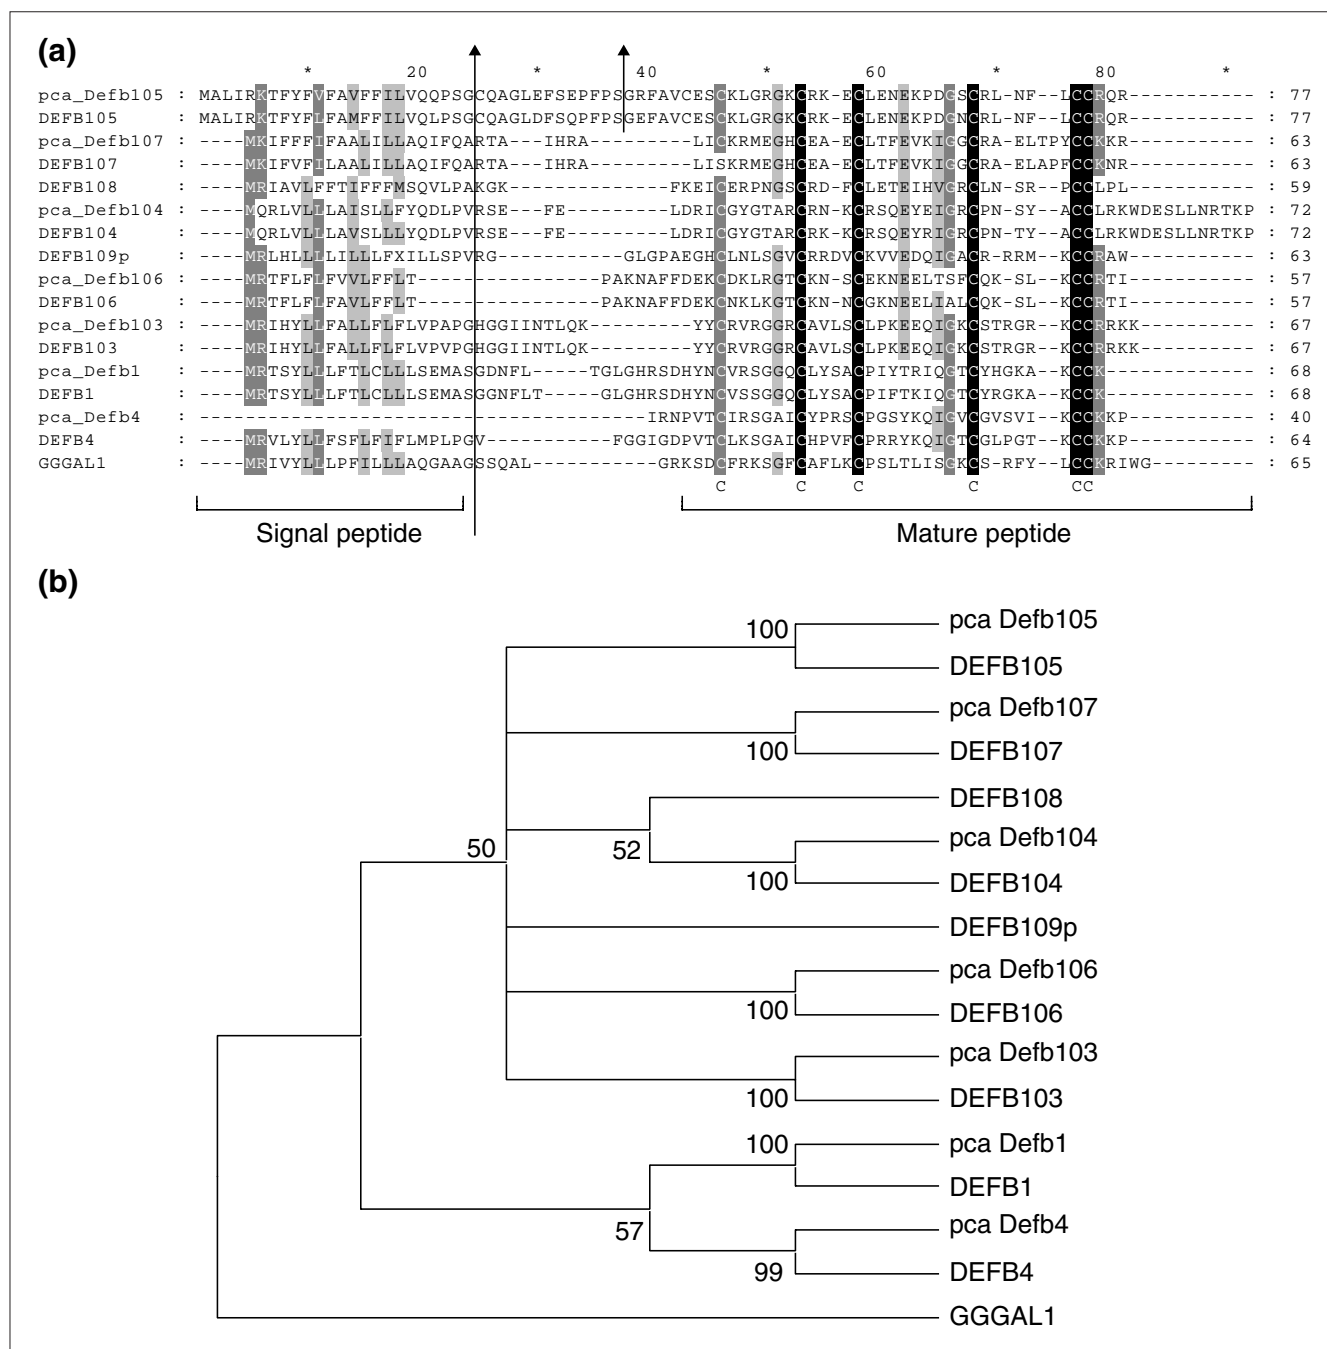 (a)
* 20 * 40 * 60 * 80 *
pca_Defb105 : MALIRKTFYFVFAVFFILVQQPSGCQAGLEFSEPFPSGRFAVCESCKLGRGKCRK-ECLENEKPDGSCRLNF--LCCRQR----------- : 77
DEFB105 : MALIRKTFYFLFAMFFILVQLPSGCQAGLDFSQPFPSGEFAVCESCKLGRGKCRK-ECLENEKPDGNCRLNF--LCCRQR----------- : 77
pca_Defb107 : ----MKIFFFIFAALILLAQIFQARTA---IHRA---------LICKRMEGHCEA-ECLTFEVKIGGCRA-ELTPYCCKKR----------- : 63
DEFB107 : ----MKIFVFILAALILLAQIFQARTA---IHRA---------LISKRMEGHCEA-ECLTFEVKIGGCRA-ELAPFCCKNR----------- : 63
DEFB108 : ----MRIAVLFFTIFFFMSQVLPAKGK--------------FKEICERPNGSCRD-FCLETEIHVGRCLN-SR--PCCLPL----------- : 59
pca_Defb104 : ----MQRLVLLLAISLLFYQDLPVRSE---FE---------LDRICGYGTARCRN-KCRSQEYEIGRCPN-SY--ACCLRKWDESLLNRTKP : 72
DEFB104 : ----MQRLVLLLAVSLLLYQDLPVRSE---FE---------LDRICGYGTARCRK-KCRSQEYRIGRCPN-TY--ACCLRKWDESLLNRTKP : 72
DEFB109p : ----MRLHLLLLILLLFXILLSPVRG-----------GLGPAEGHCLNLSGVCRRDVCKVVEDQIGACR-RRM-KCCRAW----------- : 63
pca_Defb106 : ----MRTFLFLFVVLFFLT----------------PAKNAFFDEKCDKLRGTCKN-SCEKNEELTSFCQK-SL--KCCRTI----------- : 57
DEFB106 : ----MRTFLFLFAVLFFLT----------------PAKNAFFDEKCNKLKGTCKN-NCGKNEELIALCQK-SL--KCCRTI----------- : 57
pca_Defb103 : ----MRIHYLLFALLFLFLVPAPGHGGIINTLQK---------YYCRVRGGRCAVLSCLPKEEQIGKCSTRGR--KCCRRKK---------- : 67
DEFB103 : ----MRIHYLLFALLFLFLVPVPGHGGIINTLQK---------YYCRVRGGRCAVLSCLPKEEQIGKCSTRGR--KCCRRKK---------- : 67
pca_Defb1 : ----MRTSYLLLFTLCLLLSEMASGDNFL-----TGLGHRSDHYNCVRSGGQCLYSACPIYTRIQGTCYHGKA--KCCK------------- : 68
DEFB1 : ----MRTSYLLLFTLCLLLSEMASGGNFLT----GLGHRSDHYNCVSSGGQCLYSACPIFTKIQGTCYRGKA--KCCK------------- : 68
pca_Defb4 : ---------------------------------------IRNPVTCIRSGAICYPRSCPGSYKQIGVCGVSVI--KCCKKP----------- : 40
DEFB4 : ----MRVLYLLFSFLFIFLMPLPGV-----------FGGIGDPVTCLKSGAICHPVFCPRRYKQIGTCGLPGT--KCCKKP----------- : 64
GGGAL1 : ----MRIVYLLLPFILLLAQGAAGSSQAL----------GRKSDCFRKSGFCAFLKCPSLTLISGKCS-RFY--LCCKRIWG--------- : 65
C C C C CC
Signal peptide Mature peptide
(b)
pca Defb105
100
DEFB105
pca Defb107
100
DEFB107
DEFB108
50
52
pca Defb104
100
DEFB104
DEFB109p
pca Defb106
100
DEFB106
pca Defb103
100
DEFB103
pca Defb1
100
DEFB1
57
pca Defb4
99
DEFB4
GGGAL1